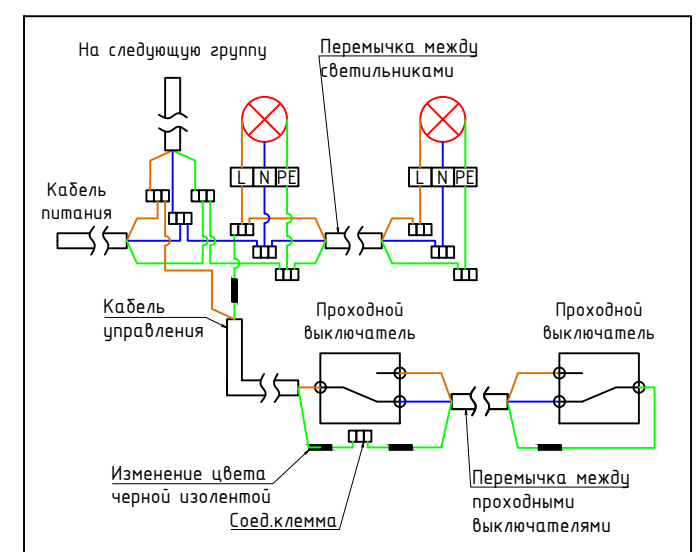 На следующую группу
Перемычка между
светильниками
L N PE
L N PE
Кабель
питания
Кабель
управления
Проходной
выключатель
Проходной
выключатель
Изменение цвета
черной изолентой
Соед.клемма
Перемычка между
проходными
выключателями